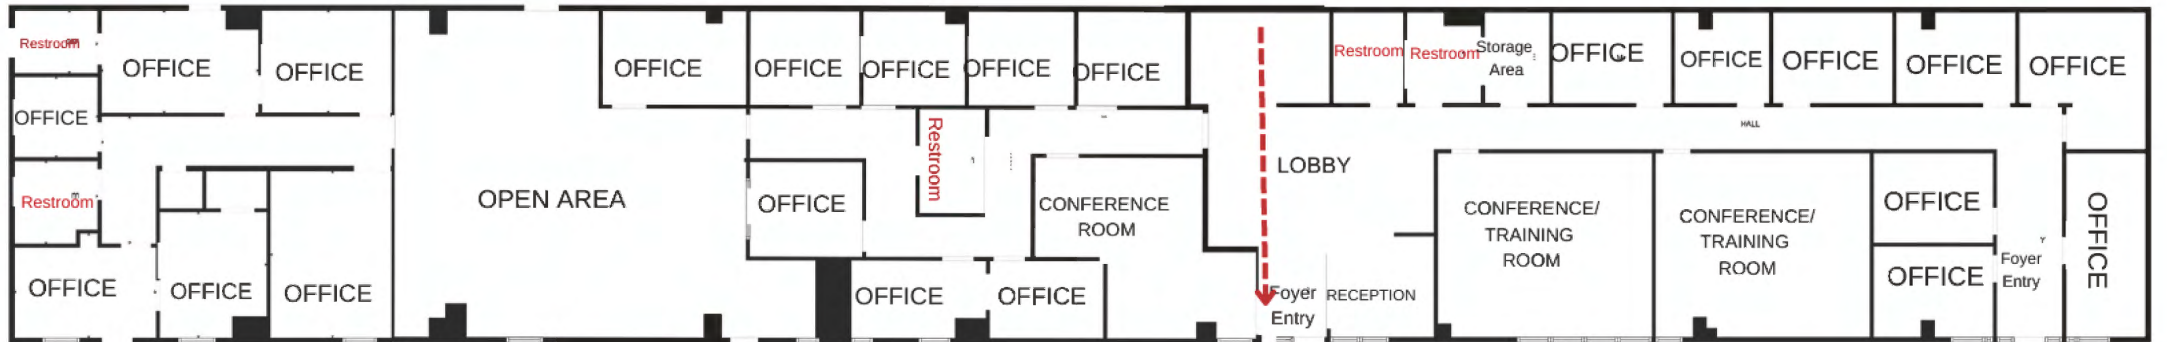 Restroom
OFFICE
OFFICE
OFFICE
OFFICE
OFFICE
OFFICE
OFFICE
Restroom
Restroom
Storage
Area
OFFICE
OFFICE
OFFICE
OFFICE
OFFICE
OFFICE
Restroom
HALL
LOBBY
Restroom
OPEN AREA
OFFICE
CONFERENCE
ROOM
CONFERENCE/
TRAINING
ROOM
CONFERENCE/
TRAINING
ROOM
OFFICE
OFFICE
OFFICE
OFFICE
OFFICE
OFFICE
OFFICE
Foyer
Entry
RECEPTION
OFFICE
Foyer
Entry